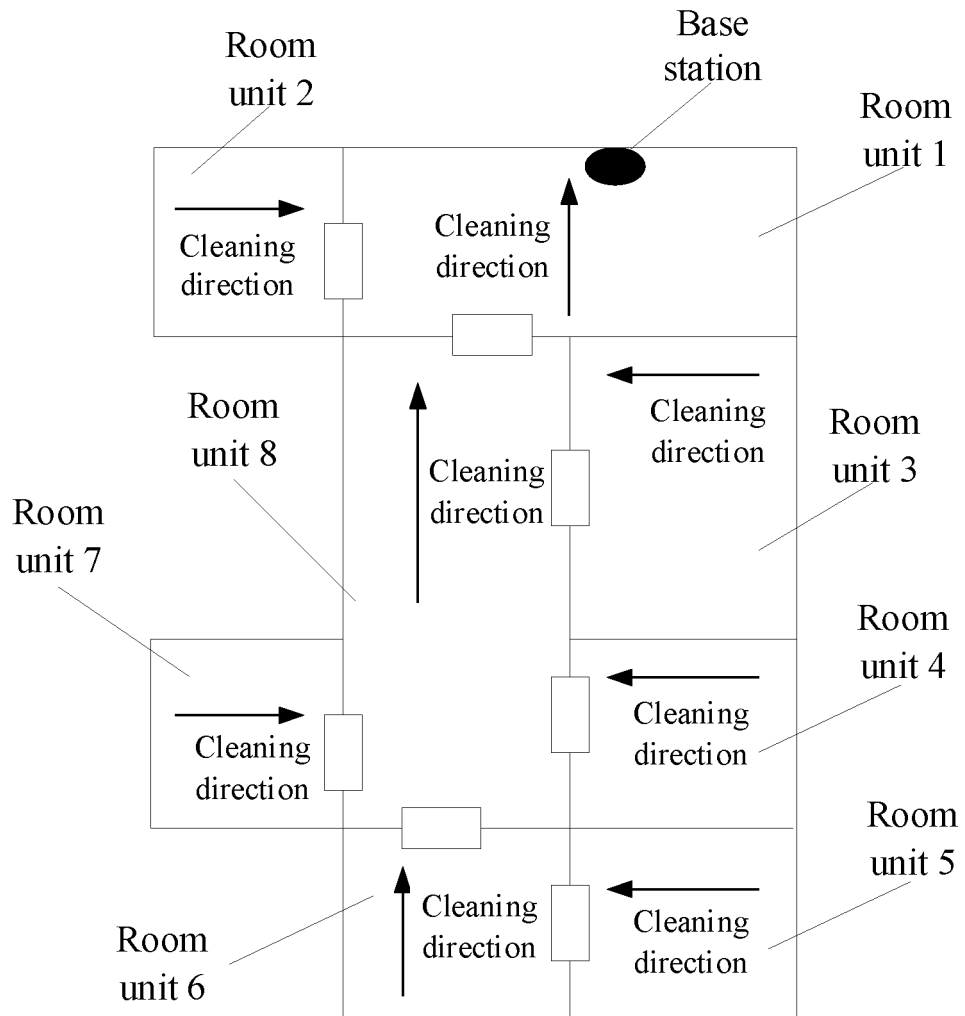 Room
unit 2
Base
station
Room
unit 1
Cleaning
direction
Cleaning
direction
Cleaning
direction
Room
unit 8
Cleaning
direction
Room
unit 3
Room
unit 7
Room
unit 4
Cleaning
direction
Cleaning
direction
Room
unit 5
Cleaning
direction
Cleaning
direction
Room
unit 6